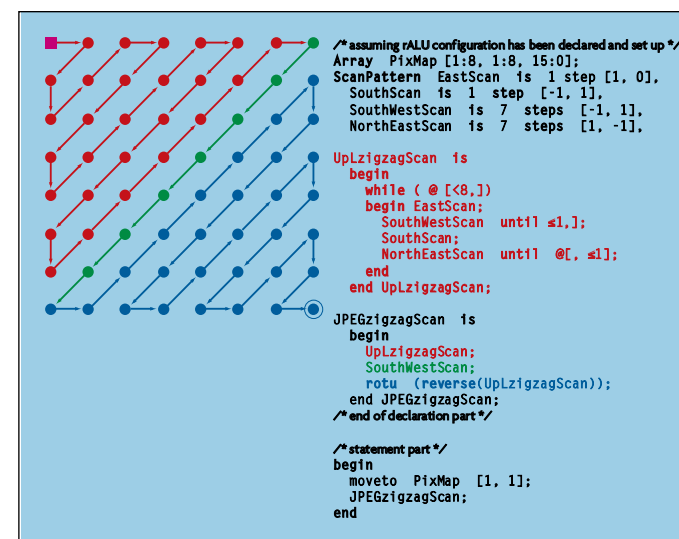 /* assuming rALU configuration has been declared and set up */
Array PixMap [1:8, 1:8, 15:0];
ScanPattern EastScan is 1 step [1, 0],
SouthScan is 1 step [-1, 1],
SouthWestScan is 7 steps [-1, 1],
NorthEastScan is 7 steps [1, -1],
UpLzigzagScan is
begin
while ( @ [<8,])
begin EastScan;
SouthWestScan until ≤1,];
SouthScan;
NorthEastScan until @[, ≤1];
end
end UpLzigzagScan;
JPEGzigzagScan is
begin
UpLzigzagScan;
SouthWestScan;
rotu (reverse(UpLzigzagScan));
end JPEGzigzagScan;
/* end of declaration part */
/* statement part */
begin
moveto PixMap [1, 1];
JPEGzigzagScan;
end